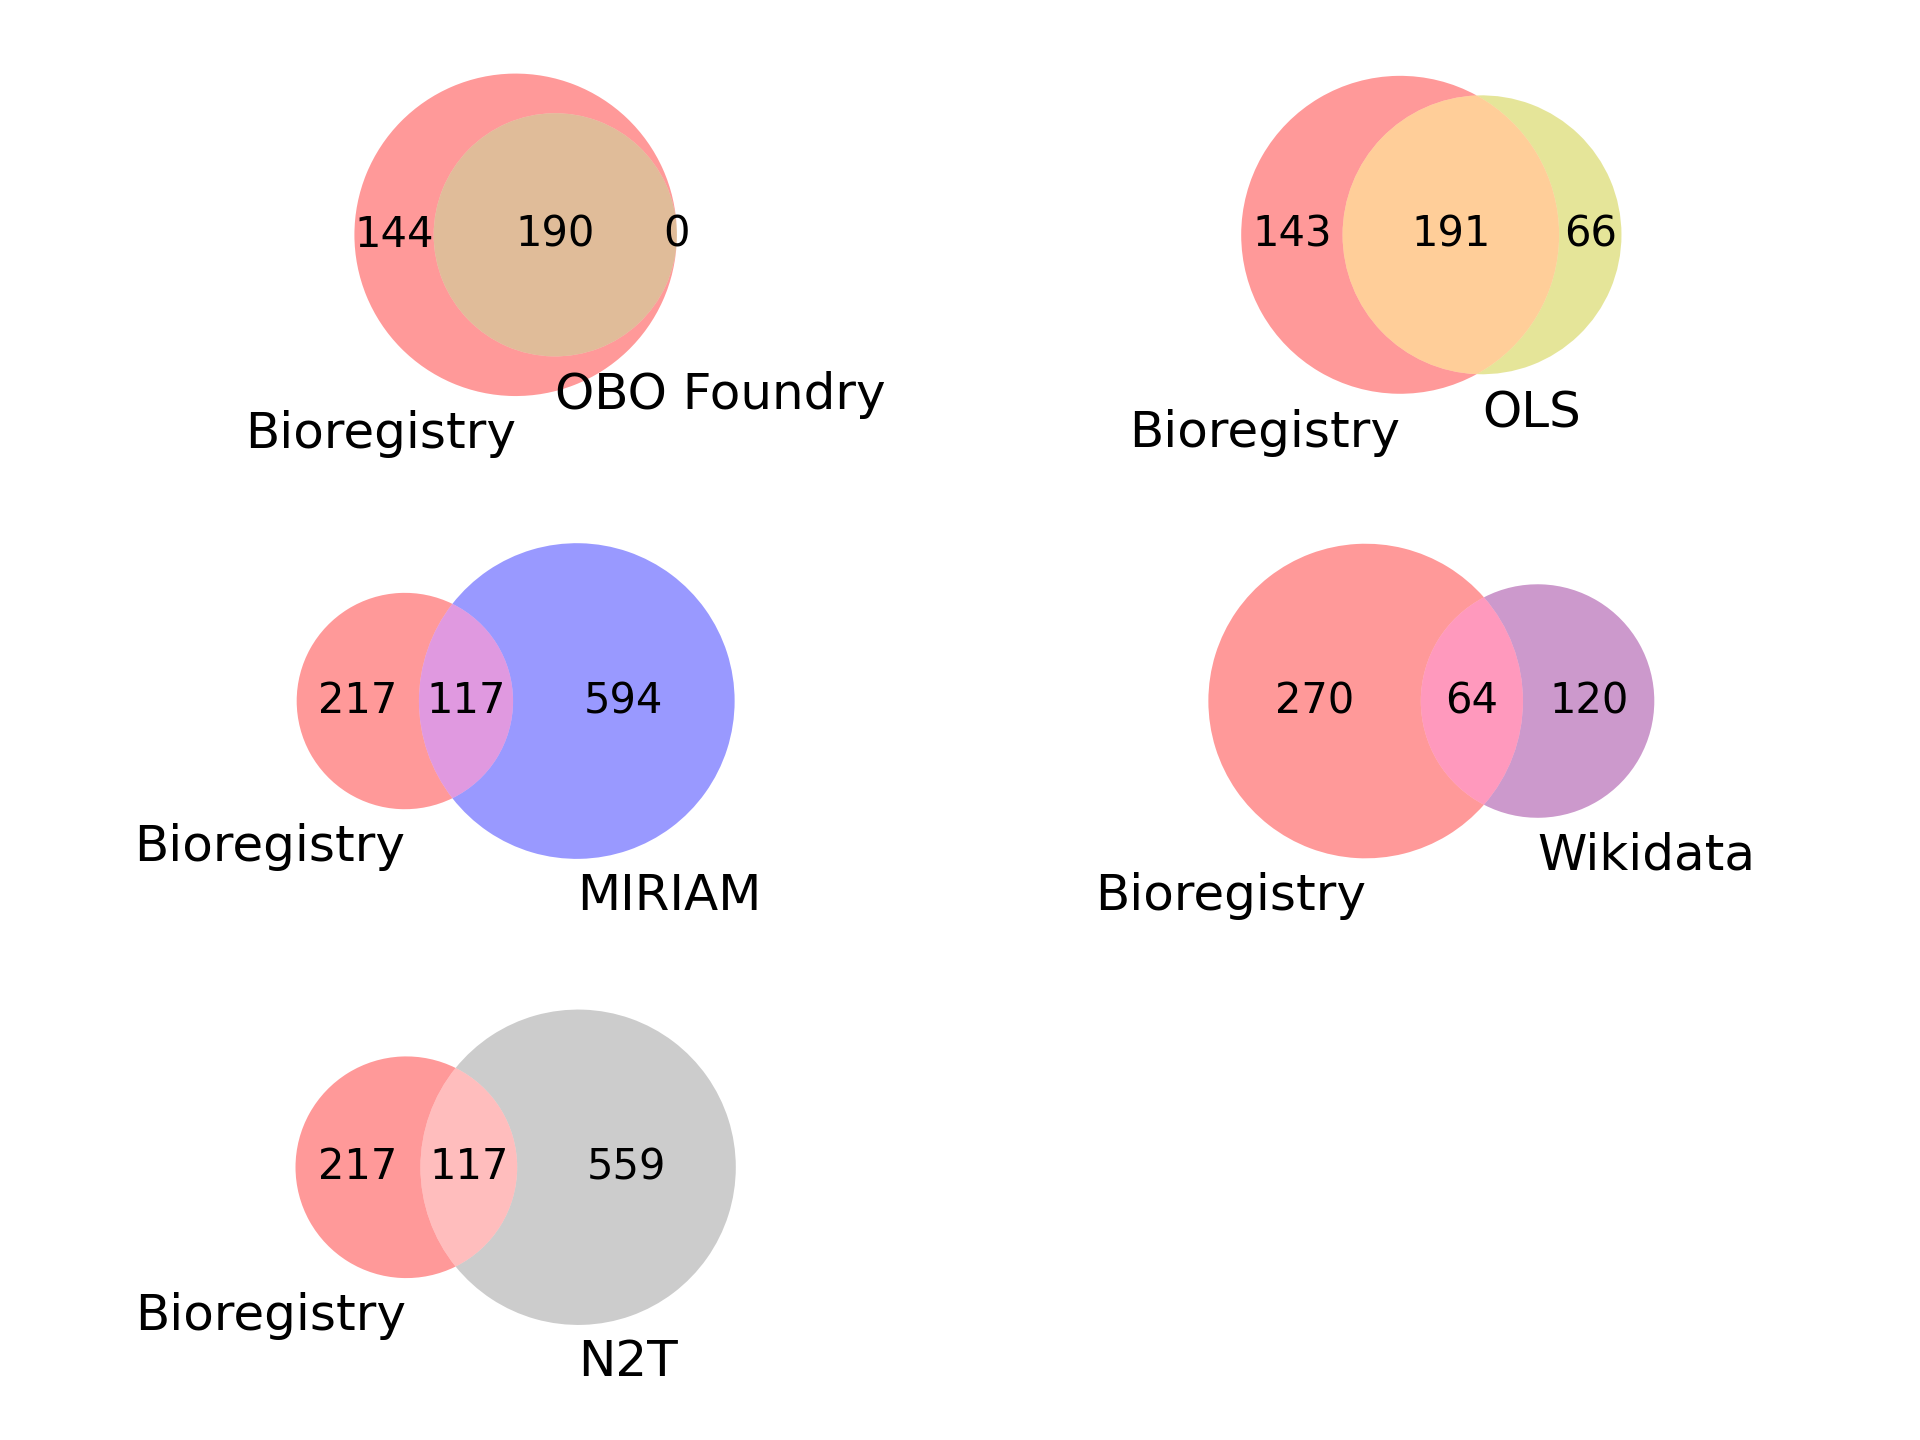 144 190 0
OBO Foundry
Bioregistry
143 191 66
OLS
Bioregistry
217 117 594
Bioregistry
MIRIAM
270 64 120
Wikidata
Bioregistry
217 117 559
Bioregistry
N2T